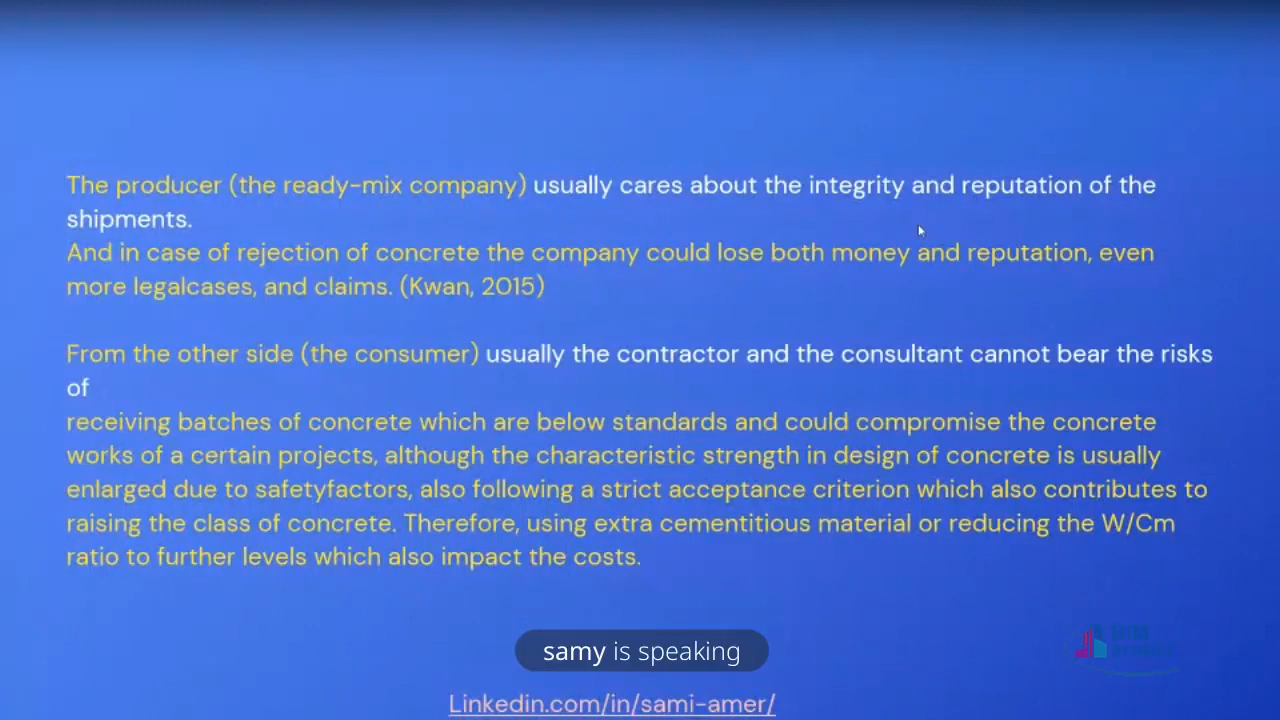 The producer (the ready-mix company) usually cares about the integrity and reputation of the
shipments.
And in case of rejection of concrete the company could lose both money and reputation, even
more legalcases, and claims. (Kwan, 2015)
From the other side (the consumer) usually the contractor and the consultant cannot bear the risks
of
receiving batches of concrete which are below standards and could compromise the concrete
works of a certain projects, although the characteristic strength in design of concrete is usually
enlarged due to safetyfactors, also following a strict acceptance criterion which also contributes to
raising the class of concrete. Therefore, using extra cementitious material or reducing the W/Cm
ratio to further levels which also impact the costs.
samy is speaking
Linkedin.com/in/sami-amer/